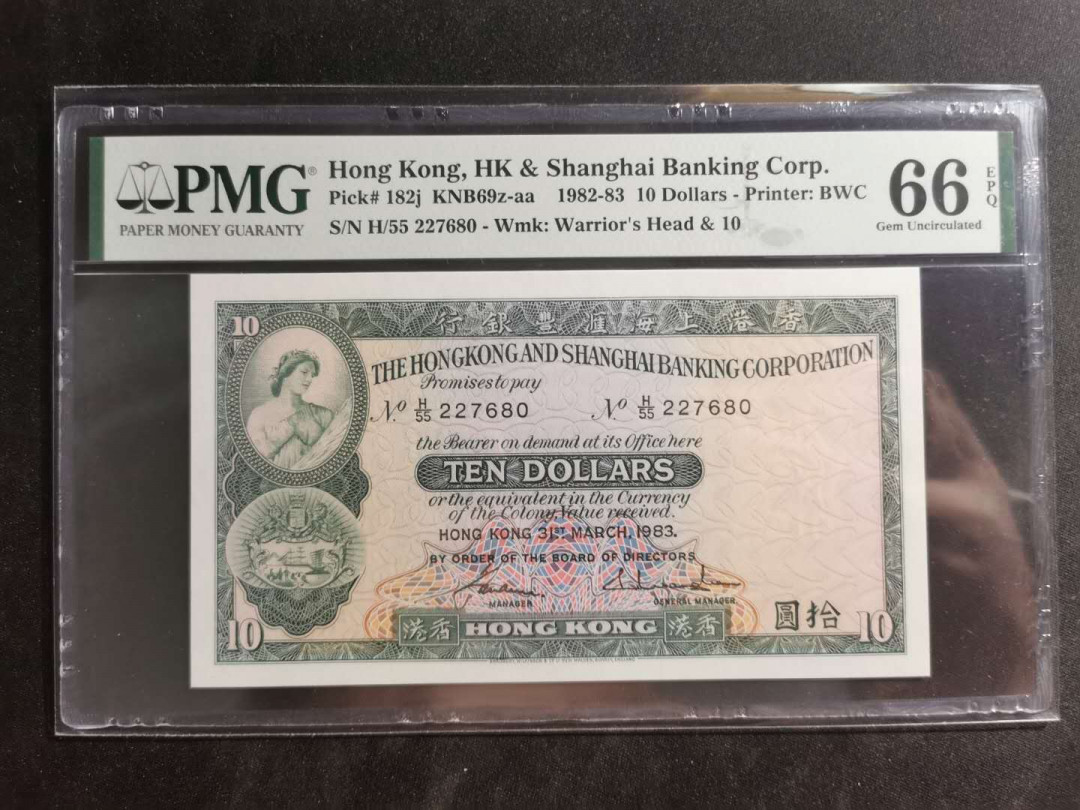 PMG®
PAPER MONEY GUARANTY
Hong Kong, HK & Shanghai Banking Corp.
Pick# 182j KNB69z-aa 1982-83 10 Dollars - Printer: BWC
S/N H/55 227680 - Wmk: Warrior's Head & 10
66
EPQ
Gem Uncirculated
10
行銀豐滙海上港香
THE HONGKONG AND SHANGHAI BANKING CORPORATION
Promises to pay
No. H/55 227680 No H/55 227680
the Bearer on demand at its Office here
TEN DOLLARS
or the equivalent in the Currency
of the Colony, Value received.
HONG KONG 31ST MARCH, 1983.
BY ORDER OF THE BOARD OF DIRECTORS
MANAGER GENERAL MANAGER
圓拾
10 港香 HONG KONG 港香 10